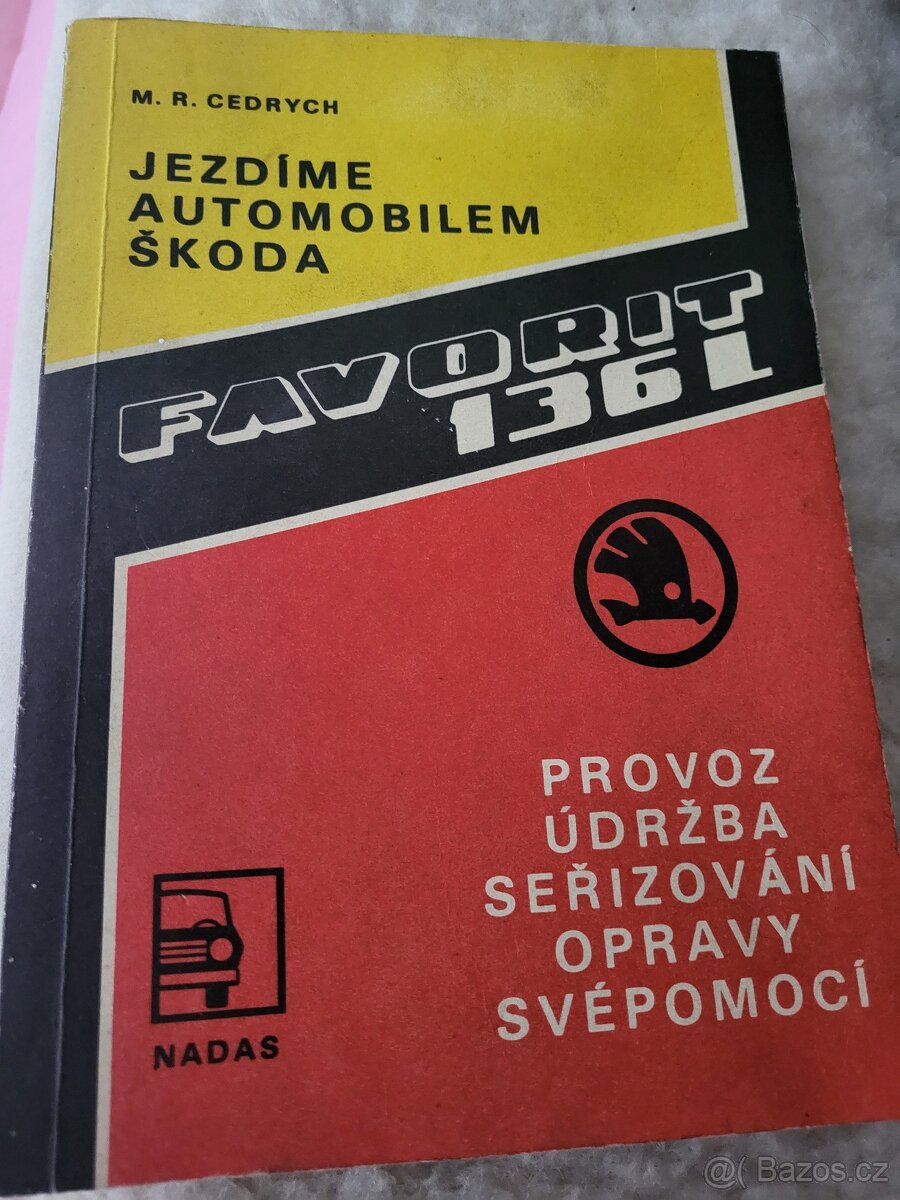 M. R. CEDRYCH
JEZDÍME
AUTOMOBILEM
ŠKODA
FAVORIT
136 L
PROVOZ
ÚDRŽBA
SEŘIZOVÁNÍ
OPRAVY
SVÉPOMOCÍ
NADAS
@( Bazos.cz